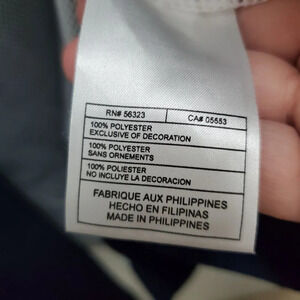 RN# 56323 CA# 05553
100% POLYESTER
EXCLUSIVE OF DECORATION
100% POLYESTER
SANS ORNEMENTS
100% POLIESTER
NO INCLUYE LA DECORACION
FABRIQUE AUX PHILIPPINES
HECHO EN FILIPINAS
MADE IN PHILIPPINES